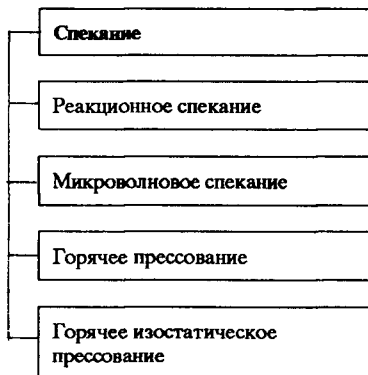 Спекание
Реакционное спекание
Микроволновое спекание
Горячее прессование
Горячее изостатическое
прессование